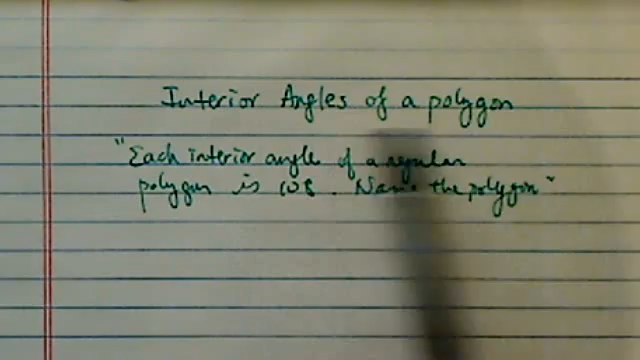 Interior Angles of a polygon
"Each interior angle of a regular
polygon is 108. Name the polygon"